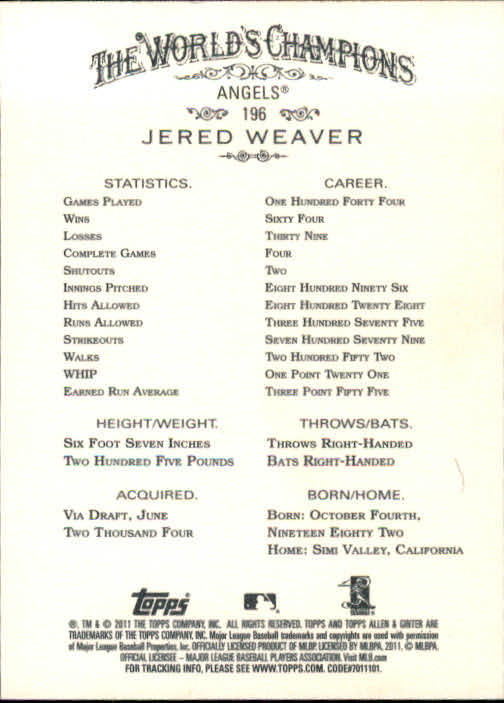 THE WORLD'S CHAMPIONS
ANGELS®
196
JERED WEAVER
STATISTICS. CAREER.
GAMES PLAYED ONE HUNDRED FORTY FOUR
WINS SIXTY FOUR
LOSSES THIRTY NINE
COMPLETE GAMES FOUR
SHUTOUTS TWO
INNINGS PITCHED EIGHT HUNDRED NINETY SIX
HITS ALLOWED EIGHT HUNDRED TWENTY EIGHT
RUNS ALLOWED THREE HUNDRED SEVENTY FIVE
STRIKEOUTS SEVEN HUNDRED SEVENTY NINE
WALKS TWO HUNDRED FIFTY TWO
WHIP ONE POINT TWENTY ONE
EARNED RUN AVERAGE THREE POINT FIFTY FIVE
HEIGHT/WEIGHT. THROWS/BATS.
SIX FOOT SEVEN INCHES THROWS RIGHT-HANDED
TWO HUNDRED FIVE POUNDS BATS RIGHT-HANDED
ACQUIRED. BORN/HOME.
VIA DRAFT, JUNE BORN: OCTOBER FOURTH,
TWO THOUSAND FOUR NINETEEN EIGHTY TWO
HOME: SIMI VALLEY, CALIFORNIA
topps
®, TM & © 2011 THE TOPPS COMPANY, INC. ALL RIGHTS RESERVED. TOPPS AND TOPPS ALLEN & GINTER ARE
TRADEMARKS OF THE TOPPS COMPANY, INC. Major League Baseball trademarks and copyrights are used with permission
of Major League Baseball Properties, Inc. OFFICIALLY LICENSED PRODUCT OF MLBP. LICENSED BY MLBPA, 2011. © MLBPA,
OFFICIAL LICENSEE – MAJOR LEAGUE BASEBALL PLAYERS ASSOCIATION. Visit MLB.com
FOR TRACKING INFO, PLEASE SEE WWW.TOPPS.COM. CODE#7011101.